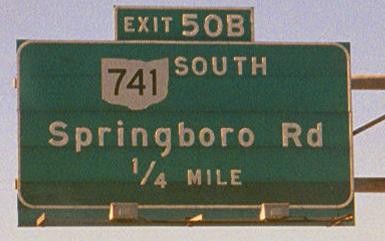 EXIT 50B
741 SOUTH
Springboro Rd
1/4 MILE